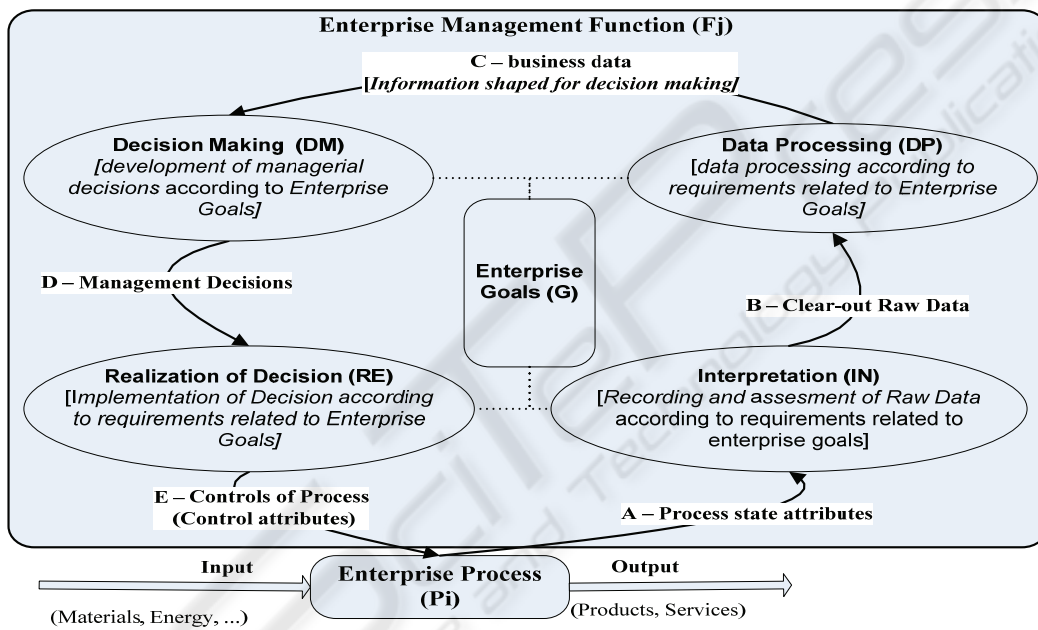 Enterprise Management Function (Fj)
C – business data
[Information shaped for decision making]
Decision Making (DM)
[development of managerial
decisions according to Enterprise
Goals]
Data Processing (DP)
[data processing according to
requirements related to Enterprise
Goals]
Enterprise
Goals (G)
D – Management Decisions
B – Clear-out Raw Data
Realization of Decision (RE)
[Implementation of Decision according
to requirements related to Enterprise
Goals]
Interpretation (IN)
[Recording and assesment of Raw Data
according to requirements related to
enterprise goals]
E – Controls of Process
(Control attributes)
A – Process state attributes
Input
Enterprise Process
(Pi)
Output
(Materials, Energy, ...)
(Products, Services)
SciTePress
and Technology Publications